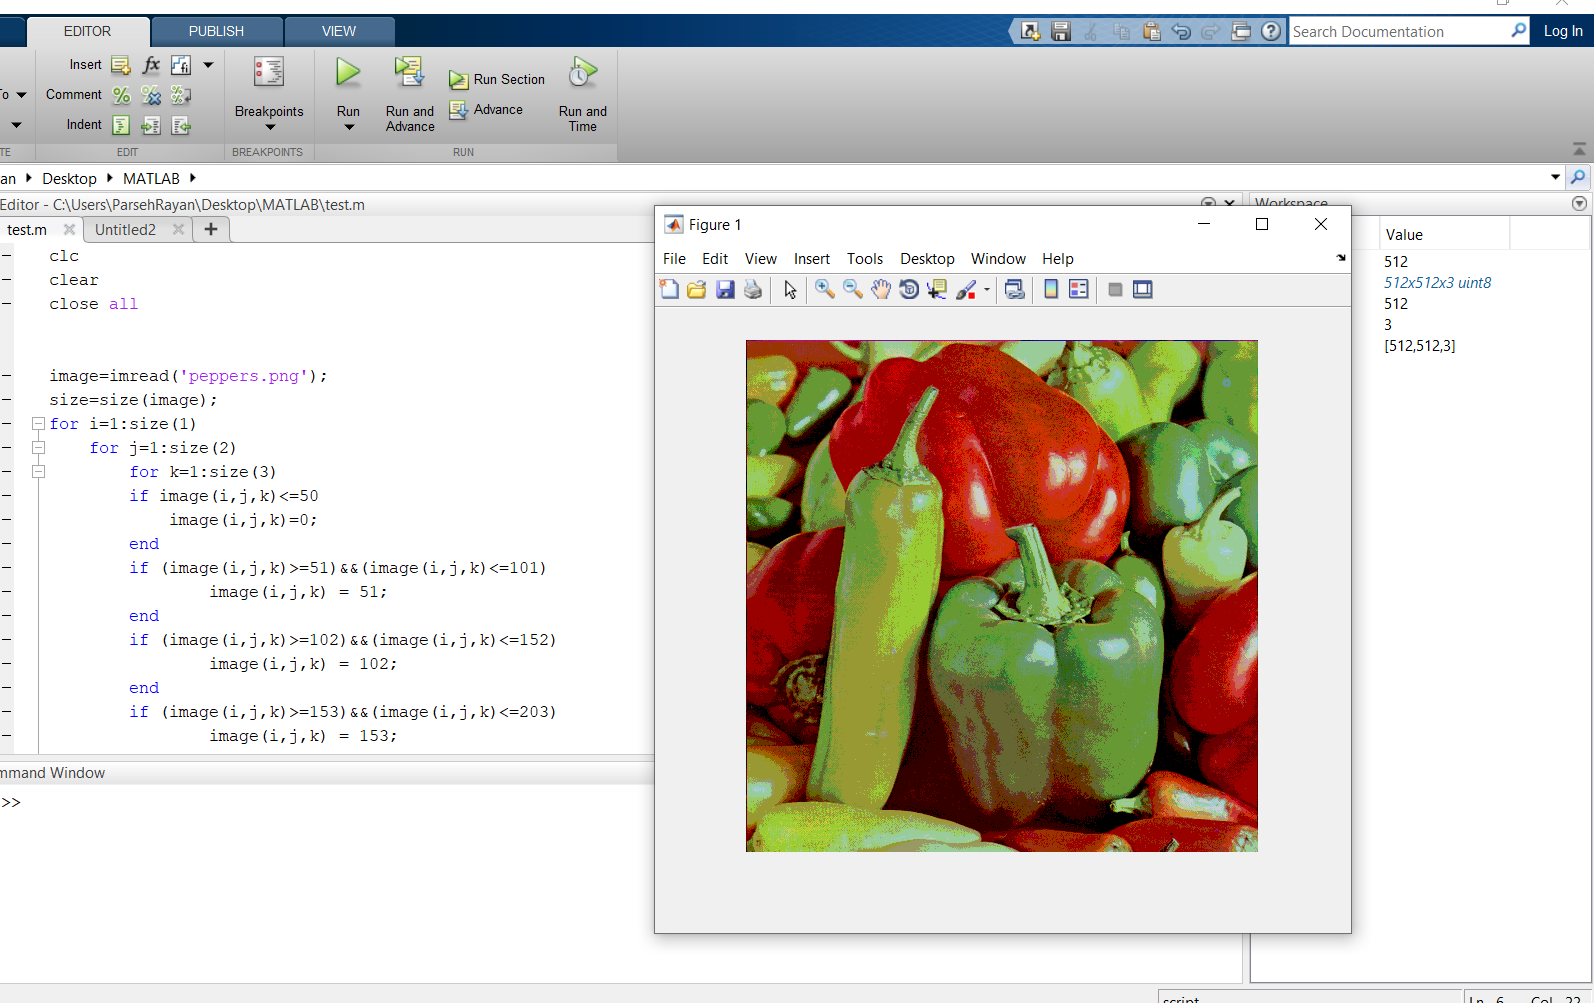 EDITOR PUBLISH VIEW
Search Documentation
Log In
Insert
Comment
Indent
EDIT
Breakpoints
BREAKPOINTS
Run
Run and Advance
Run Section
Advance
Run and Time
RUN
an Desktop MATLAB
Editor - C:\Users\ParsehRayan\Desktop\MATLAB\test.m
test.m Untitled2 +
clc
clear
close all
image=imread('peppers.png');
size=size(image);
for i=1:size(1)
for j=1:size(2)
for k=1:size(3)
if image(i,j,k)<=50
image(i,j,k)=0;
end
if (image(i,j,k)>=51)&&(image(i,j,k)<=101)
image(i,j,k) = 51;
end
if (image(i,j,k)>=102)&&(image(i,j,k)<=152)
image(i,j,k) = 102;
end
if (image(i,j,k)>=153)&&(image(i,j,k)<=203)
image(i,j,k) = 153;
mmand Window
>>
Figure 1
File Edit View Insert Tools Desktop Window Help
Workspace
Value
512
512x512x3 uint8
512
3
[512,512,3]
script
Ln 6 Col 22